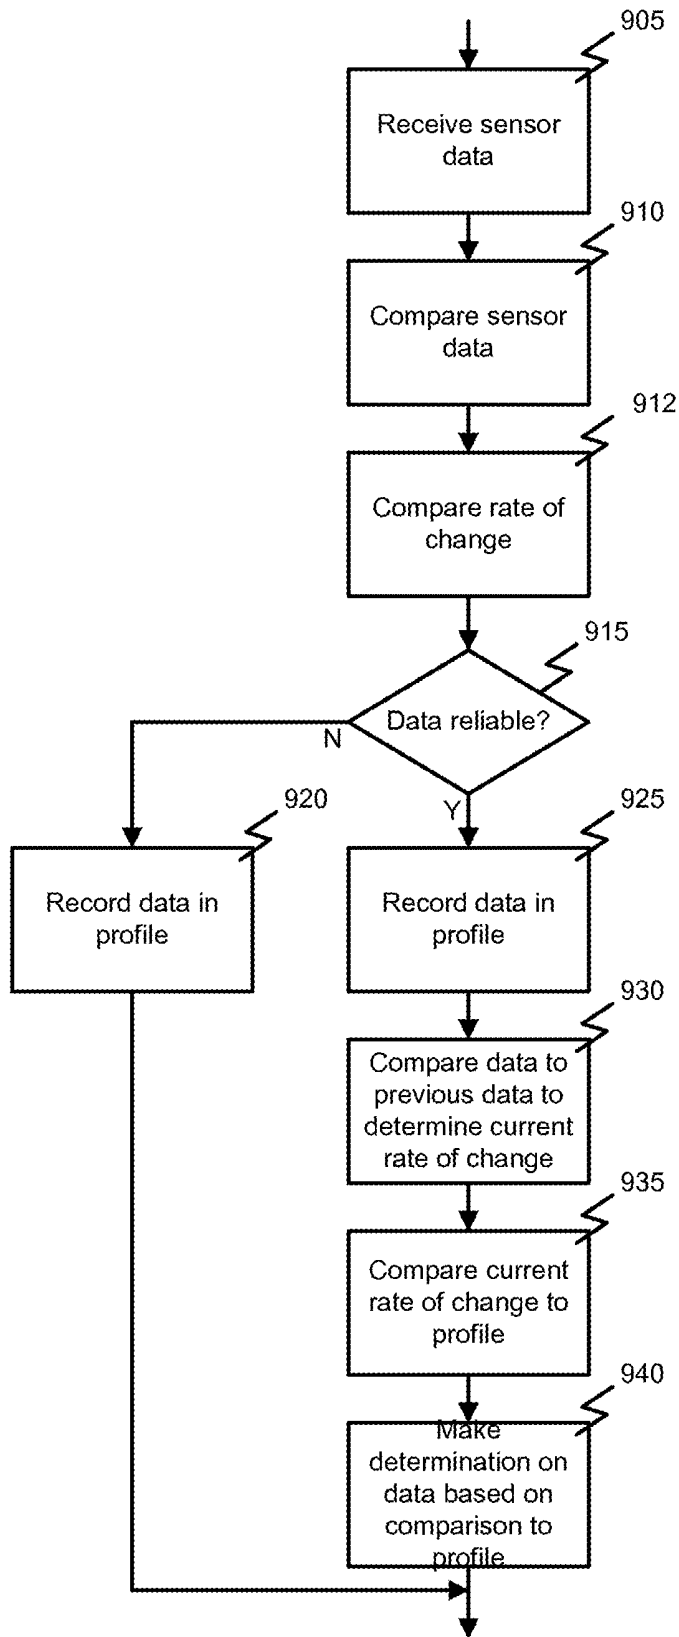 905
Receive sensor
data
910
Compare sensor
data
912
Compare rate of
change
915
Data reliable?
N
Y
920
Record data in
profile
925
Record data in
profile
930
Compare data to
previous data to
determine current
rate of change
935
Compare current
rate of change to
profile
940
Make
determination on
data based on
comparison to
profile